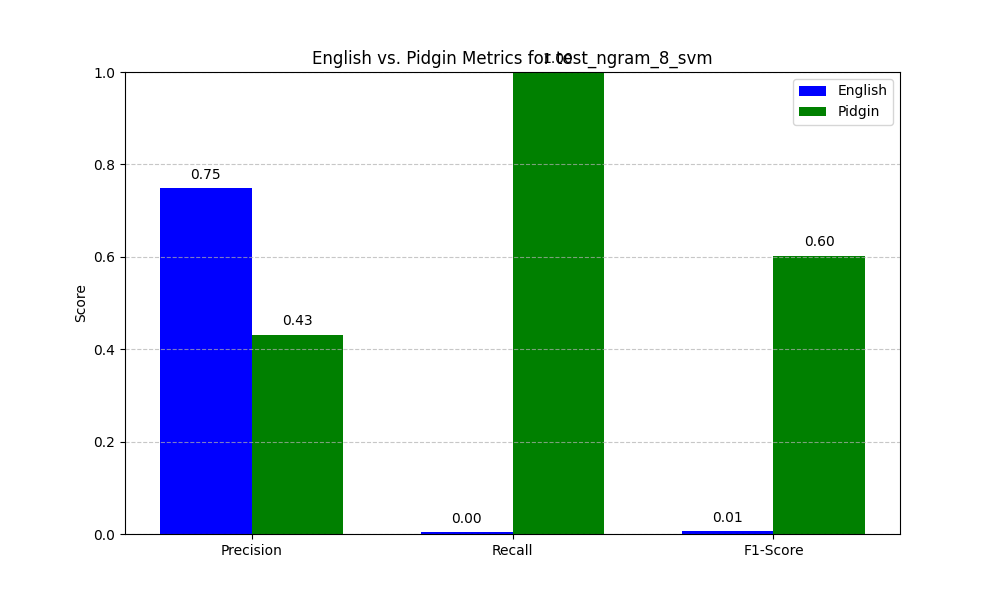 English vs. Pidgin Metrics for test_ngram_8_svm
1.00
English
Pidgin
1.0
0.8
0.6
0.4
0.2
0.0
Score
0.75
0.43
0.00
0.01
0.60
Precision
Recall
F1-Score